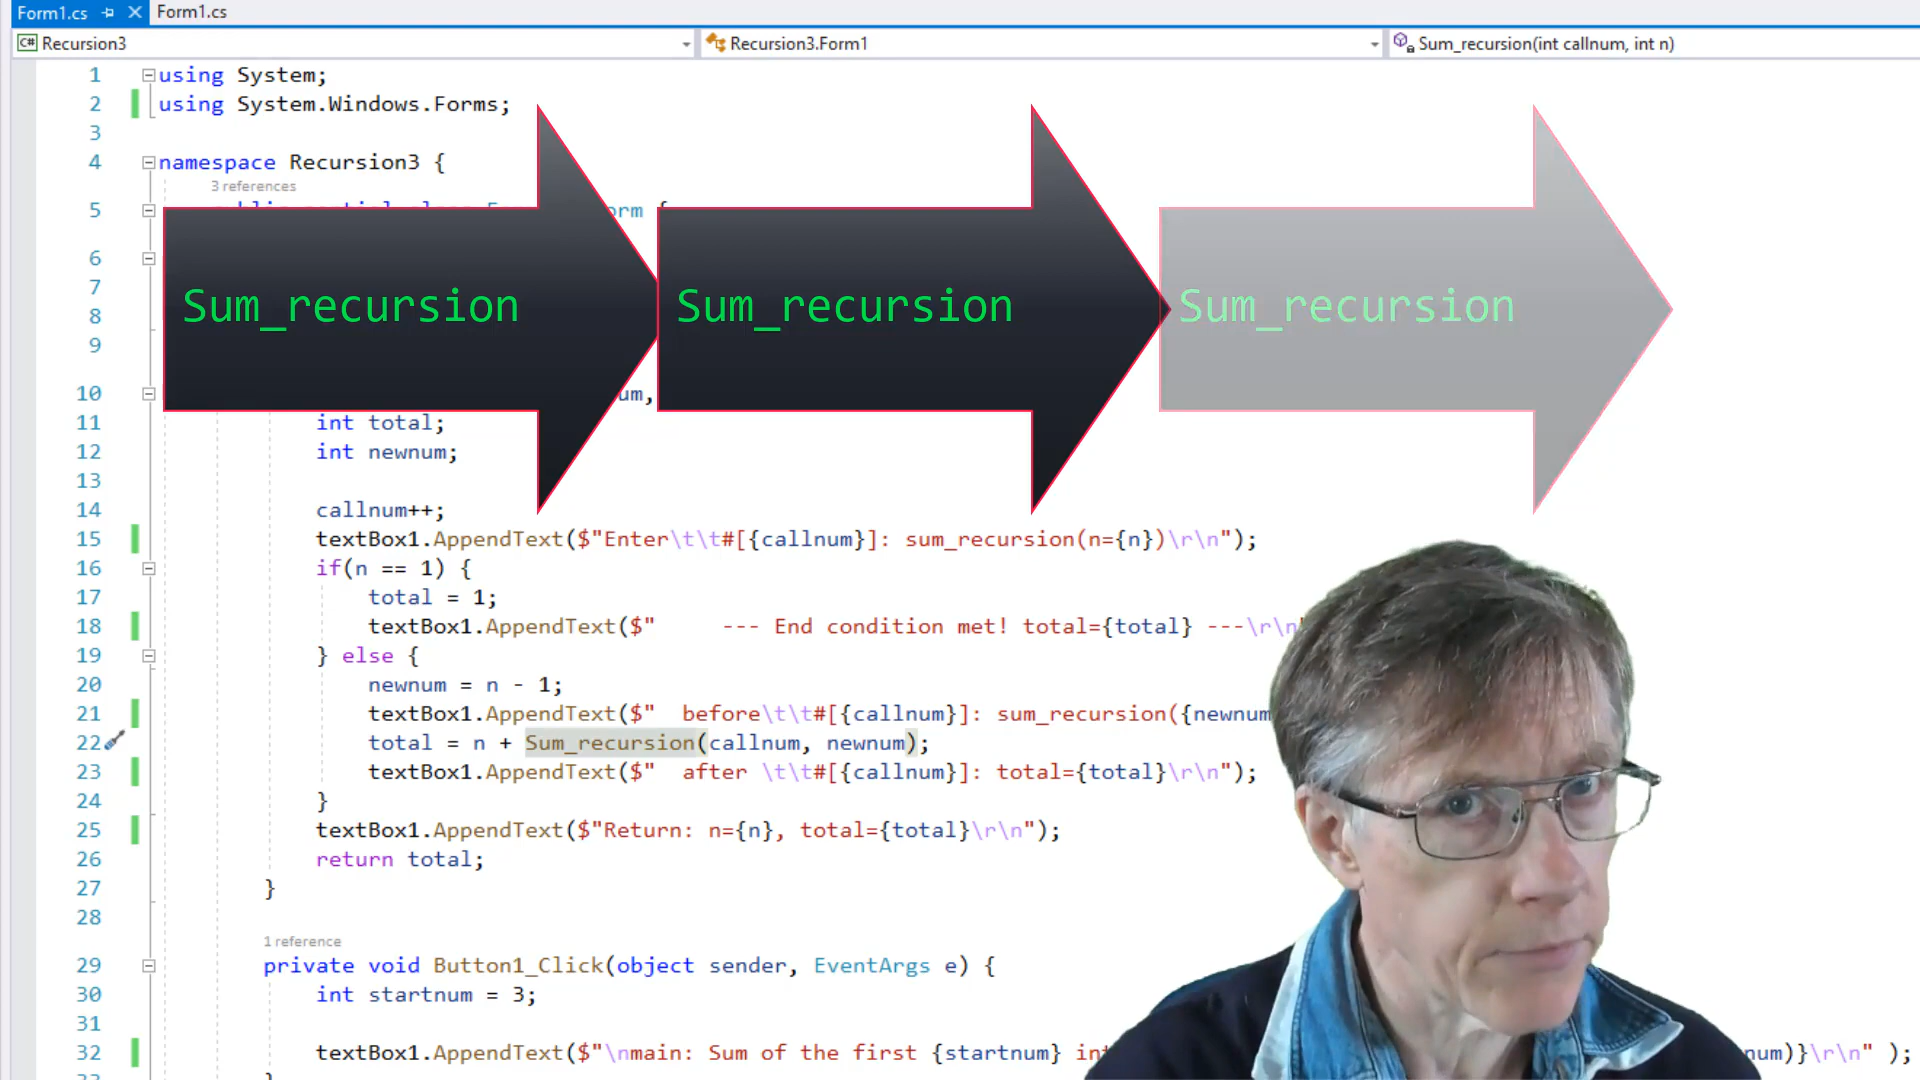 Form1.cs Form1.cs
C# Recursion3 Recursion3.Form1 Sum_recursion(int callnum, int n)
1 using System;
2 using System.Windows.Forms;
3
4 namespace Recursion3 {
3 references
5
6
7
8
9
Sum_recursion Sum_recursion Sum_recursion
10
11 int total;
12 int newnum;
13
14 callnum++;
15 textBox1.AppendText($"Enter\t\t#[{callnum}]: sum_recursion(n={n})\r\n");
16 if(n == 1) {
17 total = 1;
18 textBox1.AppendText($" --- End condition met! total={total} ---\r\n
19 } else {
20 newnum = n - 1;
21 textBox1.AppendText($" before\t\t#[{callnum}]: sum_recursion({newnum
22 total = n + Sum_recursion(callnum, newnum);
23 textBox1.AppendText($" after \t\t#[{callnum}]: total={total}\r\n");
24 }
25 textBox1.AppendText($"Return: n={n}, total={total}\r\n");
26 return total;
27 }
28
1 reference
29 private void Button1_Click(object sender, EventArgs e) {
30 int startnum = 3;
31
32 textBox1.AppendText($"\nmain: Sum of the first {startnum} int num)}\r\n" );